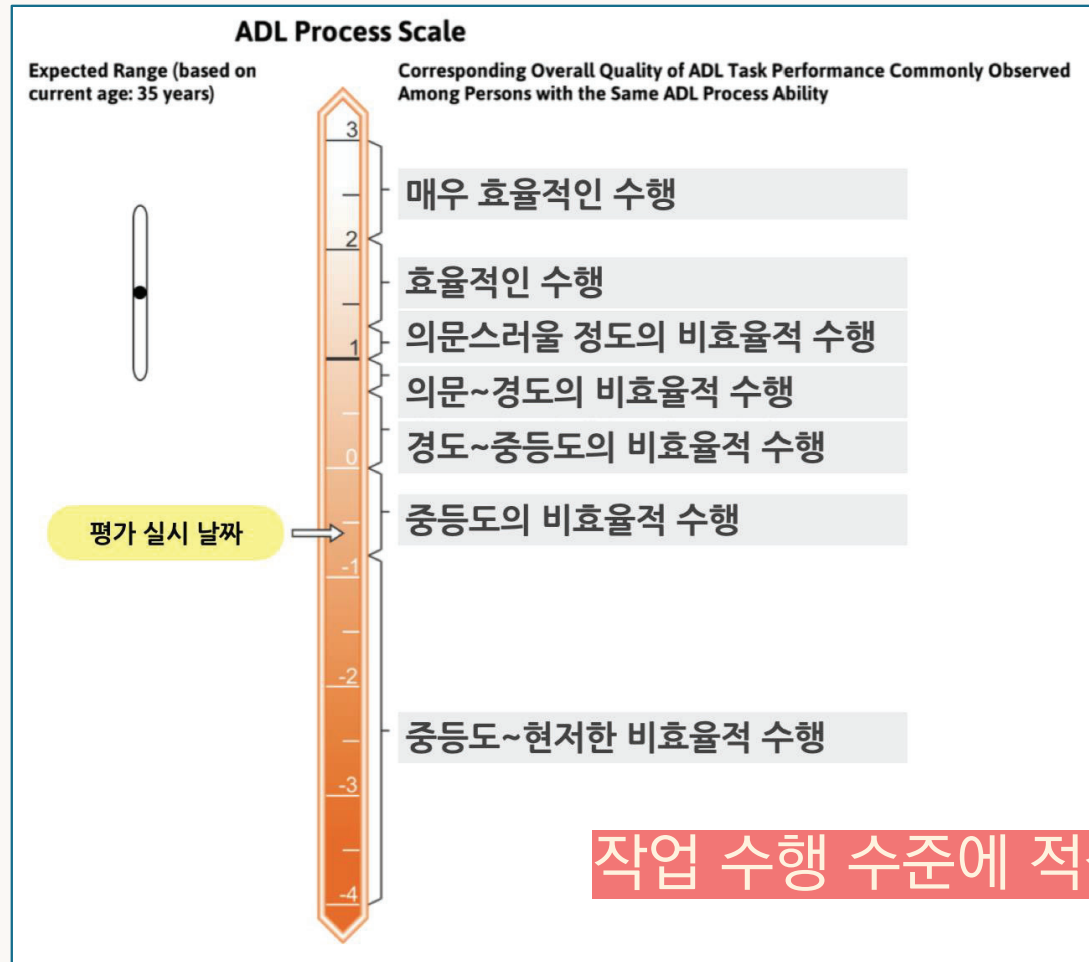 ADL Process Scale
Expected Range (based on
current age: 35 years)
Corresponding Overall Quality of ADL Task Performance Commonly Observed
Among Persons with the Same ADL Process Ability
3
매우 효율적인 수행
2
효율적인 수행
의문스러울 정도의 비효율적 수행
1
의문~경도의 비효율적 수행
경도~중등도의 비효율적 수행
0
중등도의 비효율적 수행
평가 실시 날짜
-1
-2
중등도~현저한 비효율적 수행
-3
작업 수행 수준에
-4